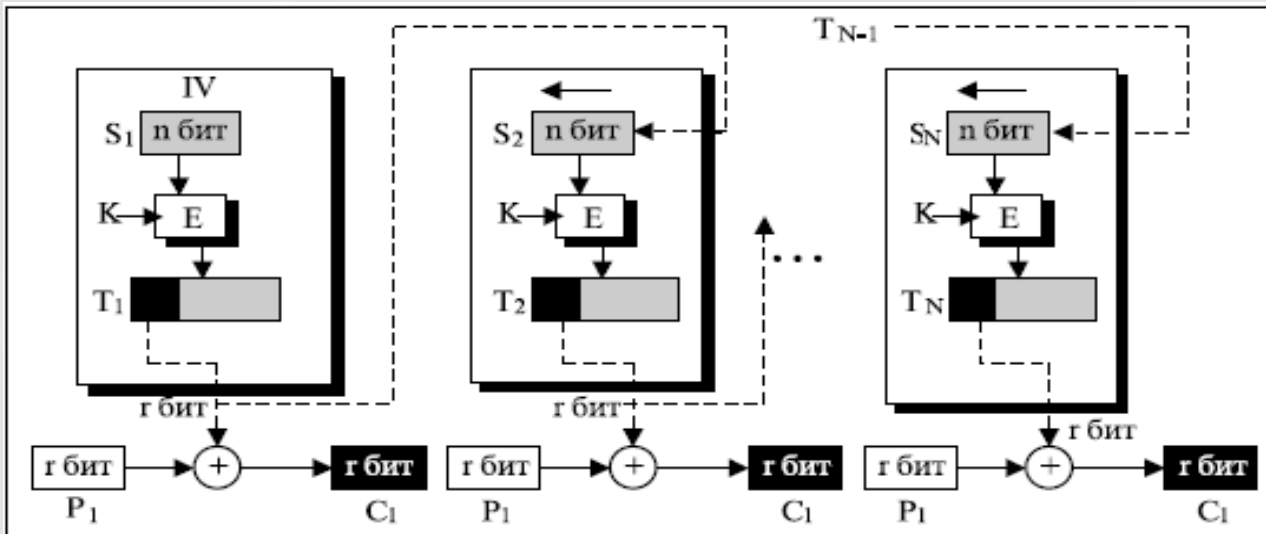 T N-1
IV
S1 n бит
S2 n бит
SN n бит
K E
K E
K E
T1
T2
TN
r бит
r бит
r бит
r бит + r бит
r бит + r бит
r бит + r бит
P1 C1
P1 C1
P1 C1
...